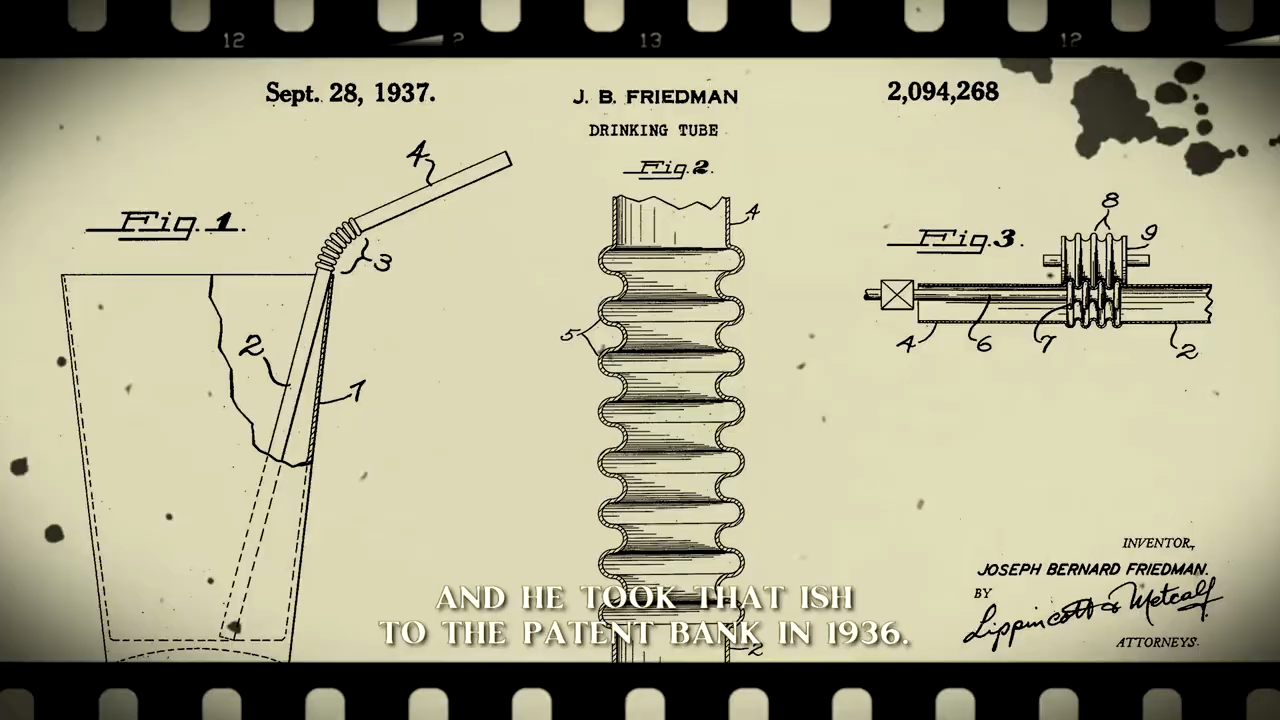 12
2
13
12
Sept. 28, 1937.
J. B. FRIEDMAN
2,094,268
DRINKING TUBE
Fig. 1.
4
3
2
1
Fig. 2.
4
5
2
Fig. 3.
8
9
4
6
7
2
INVENTOR,
JOSEPH BERNARD FRIEDMAN.
BY
Lippincott & Metcalf
ATTORNEYS.
AND HE TOOK THAT ISH
TO THE PATENT BANK IN 1936.